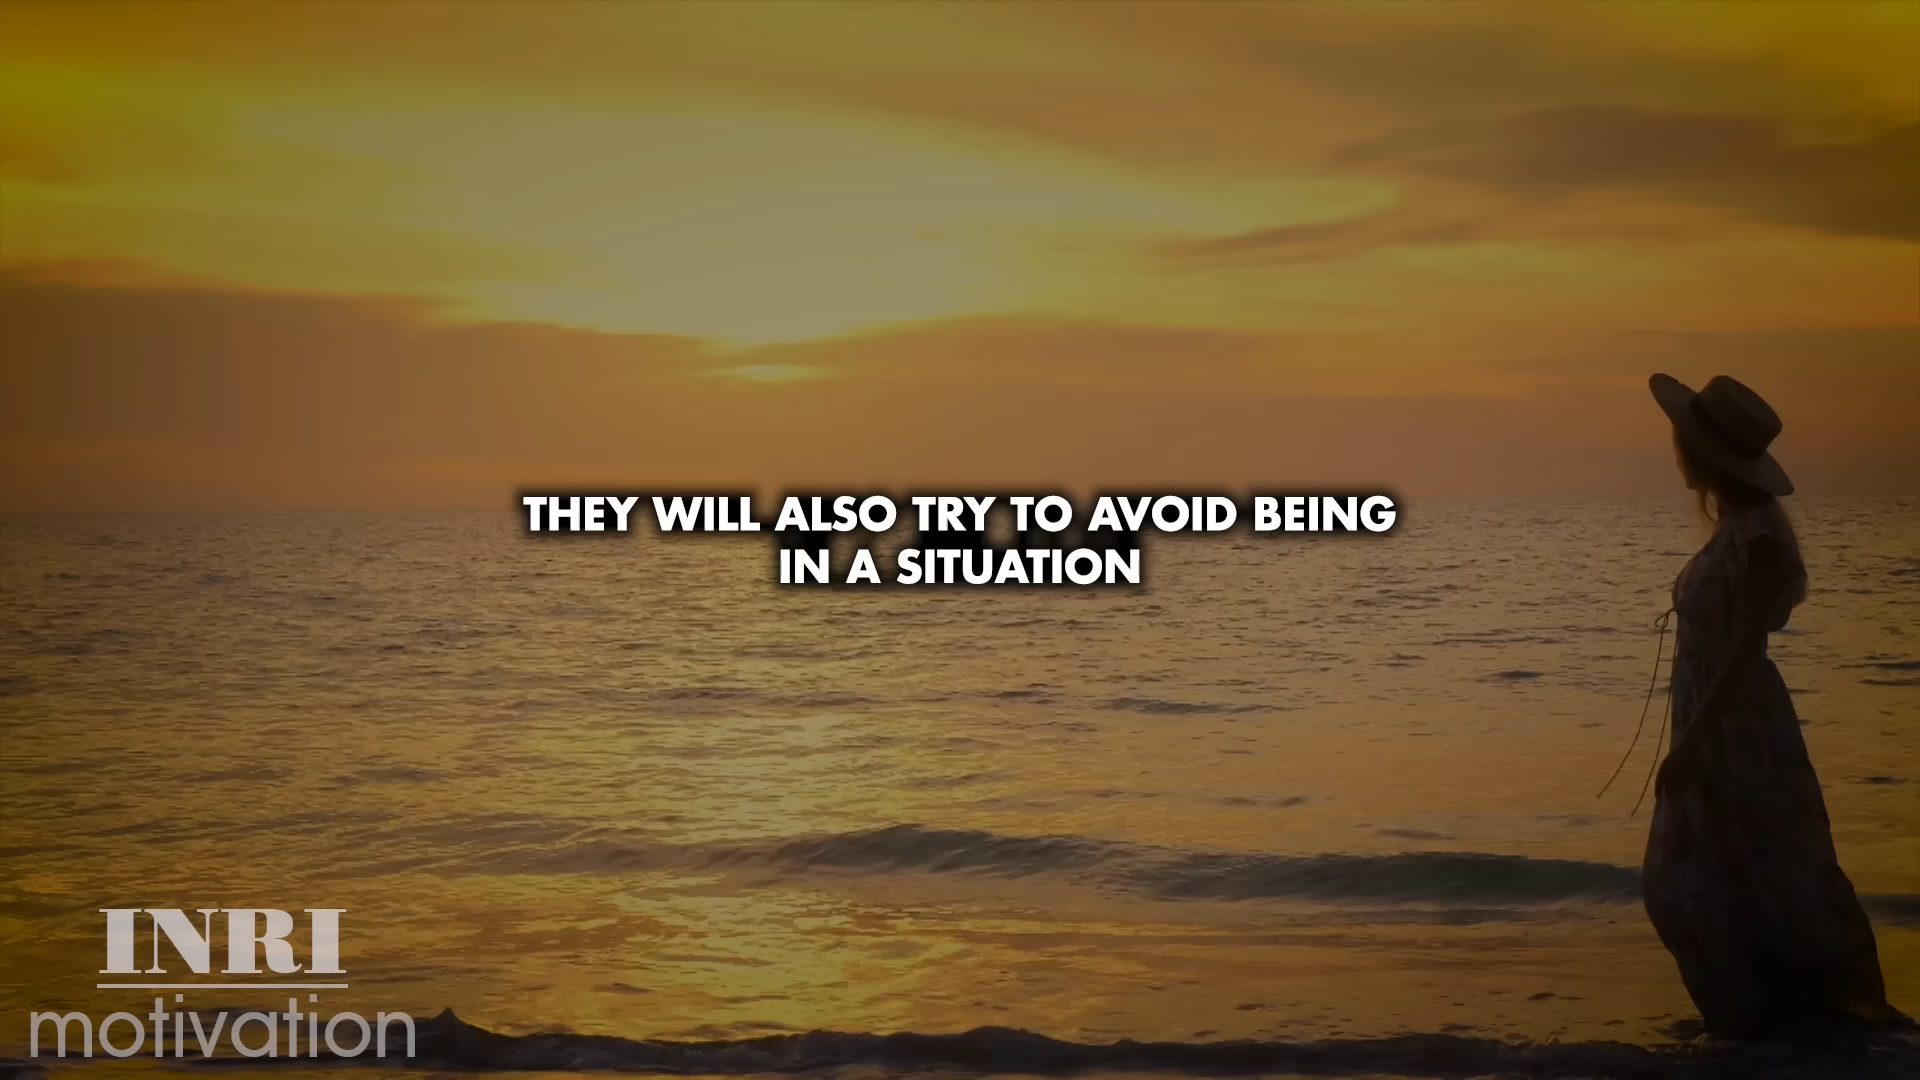 THEY WILL ALSO TRY TO AVOID BEING
IN A SITUATION
INRI
motivation